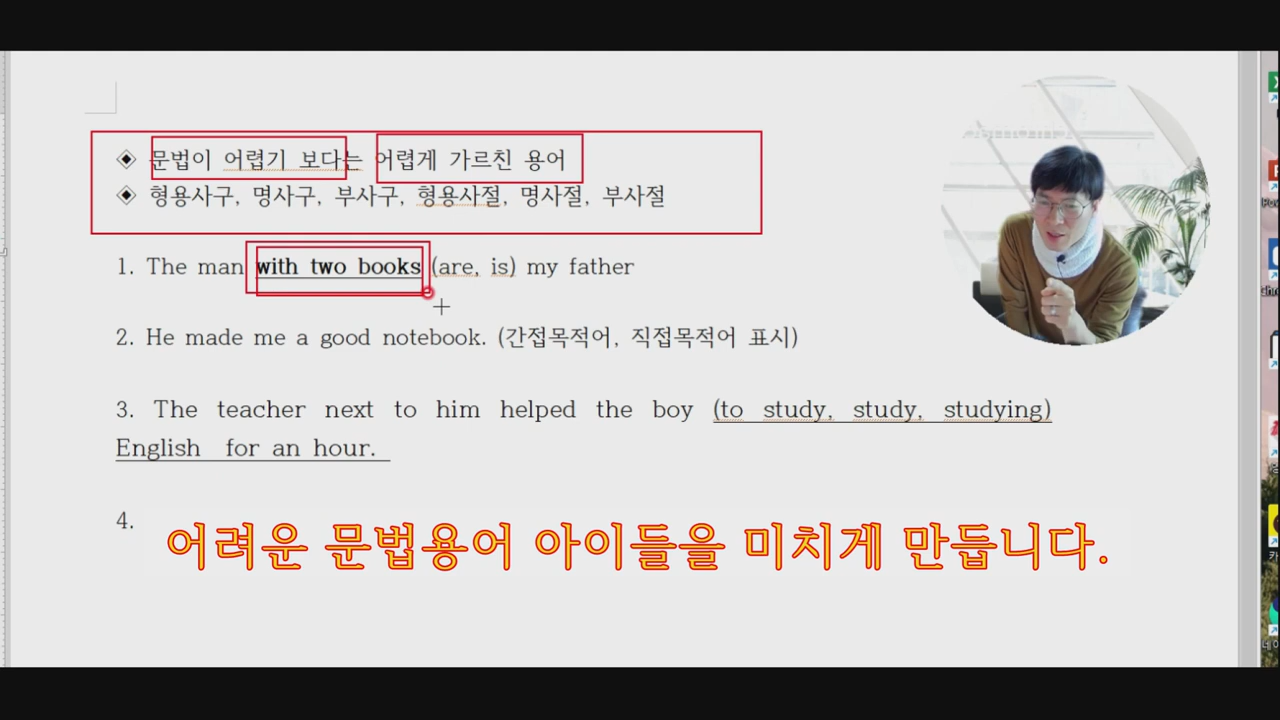 ◈ 문법이 어렵기 보다는 어렵게 가르친 용어
◈ 형용사구, 명사구, 부사구, 형용사절, 명사절, 부사절
1. The man with two books (are, is) my father
2. He made me a good notebook. (간접목적어, 직접목적어 표시)
3. The teacher next to him helped the boy (to study, study, studying)
English for an hour.
4.
어려운 문법용어 아이들을 미치게 만듭니다.